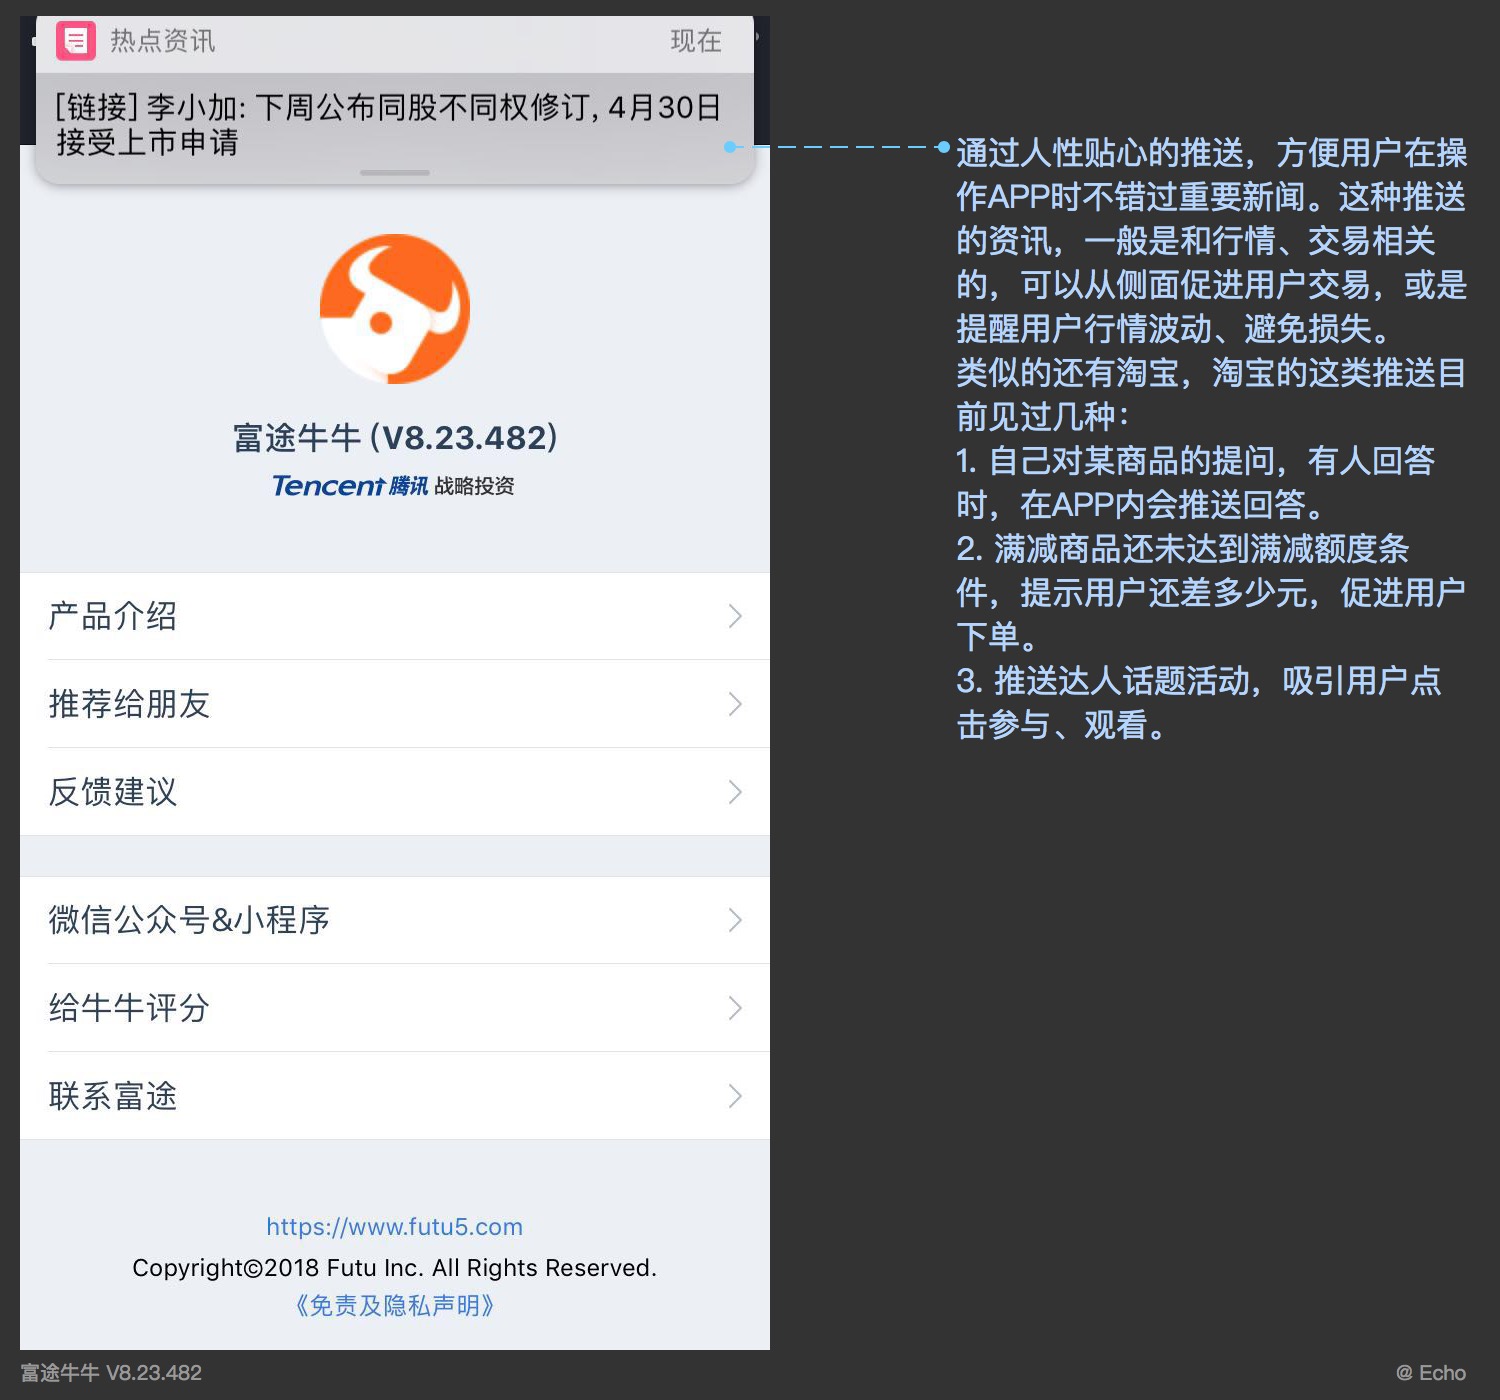 热点资讯 现在
[链接] 李小加: 下周公布同股不同权修订, 4月30日
接受上市申请
富途牛牛 (V8.23.482)
Tencent 腾讯 战略投资
产品介绍
推荐给朋友
反馈建议
微信公众号&小程序
给牛牛评分
联系富途
https://www.futu5.com
Copyright©2018 Futu Inc. All Rights Reserved.
《免责及隐私声明》
通过人性贴心的推送，方便用户在操
作APP时不错过重要新闻。这种推送
的资讯，一般是和行情、交易相关
的，可以从侧面促进用户交易，或是
提醒用户行情波动、避免损失。
类似的还有淘宝，淘宝的这类推送目
前见过几种：
1. 自己对某商品的提问，有人回答
时，在APP内会推送回答。
2. 满减商品还未达到满减额度条
件，提示用户还差多少元，促进用户
下单。
3. 推送达人话题活动，吸引用户点
击参与、观看。
富途牛牛 V8.23.482
@ Echo